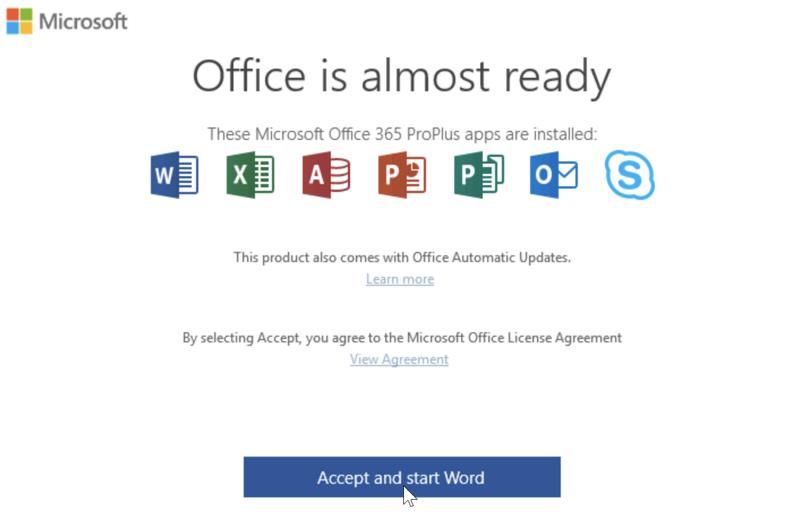 Microsoft
Office is almost ready
These Microsoft Office 365 ProPlus apps are installed:
W X A P P O S
This product also comes with Office Automatic Updates.
Learn more
By selecting Accept, you agree to the Microsoft Office License Agreement
View Agreement
Accept and start Word